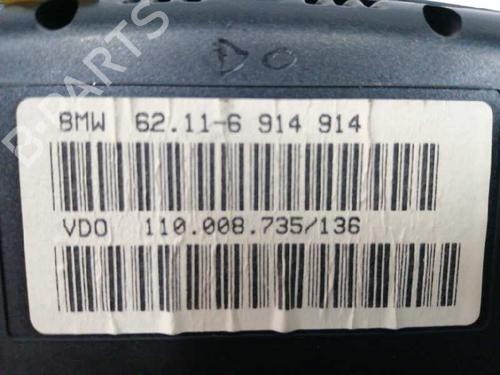 DO
BMW 62.11-6 914 914
VDO 110.008.735/136
B-PARTS